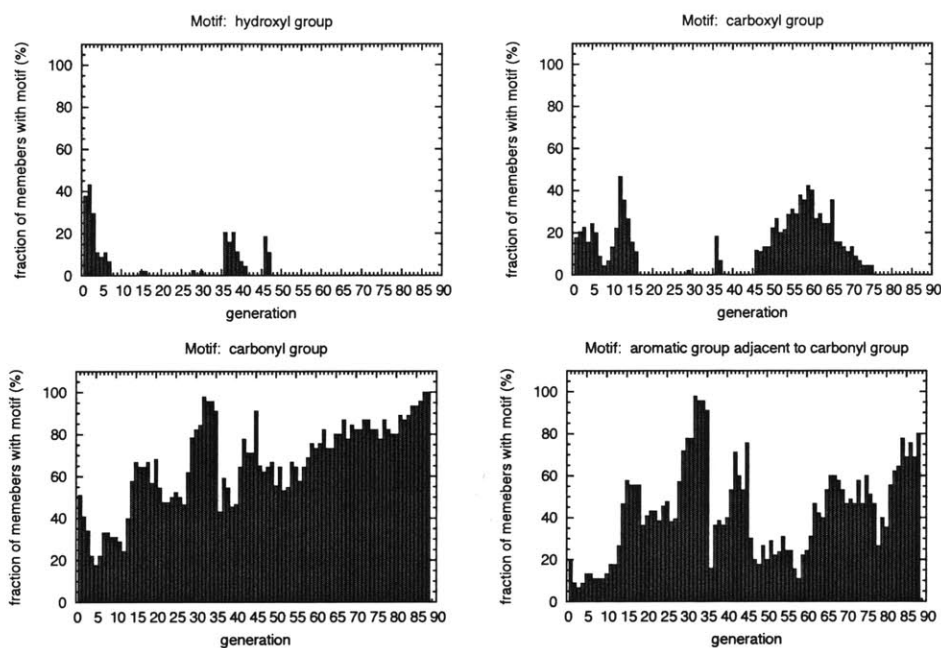 Motif: hydroxyl group
fraction of memebers with motif (%)
100
80
60
40
20
0
0 5 10 15 20 25 30 35 40 45 50 55 60 65 70 75 80 85 90
generation
Motif: carboxyl group
fraction of memebers with motif (%)
100
80
60
40
20
0
0 5 10 15 20 25 30 35 40 45 50 55 60 65 70 75 80 85 90
generation
Motif: carbonyl group
fraction of memebers with motif (%)
100
80
60
40
20
0
0 5 10 15 20 25 30 35 40 45 50 55 60 65 70 75 80 85 90
generation
Motif: aromatic group adjacent to carbonyl group
fraction of memebers with motif (%)
100
80
60
40
20
0
0 5 10 15 20 25 30 35 40 45 50 55 60 65 70 75 80 85 90
generation